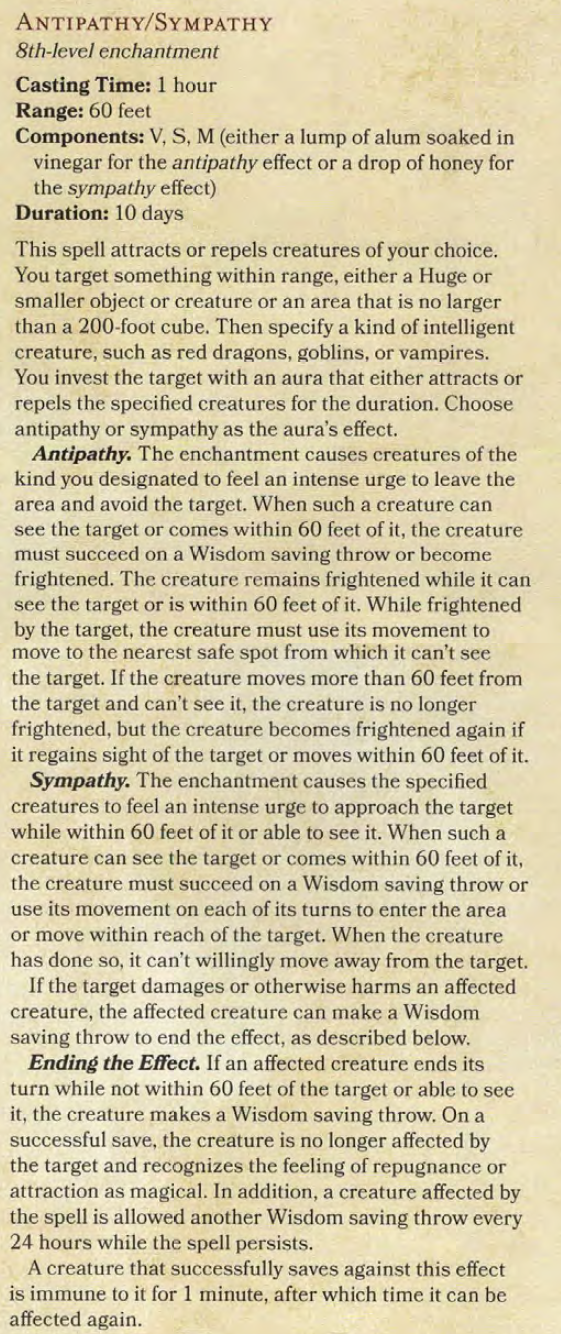 ANTIPATHY/SYMPATHY
8th-level enchantment
Casting Time: 1 hour
Range: 60 feet
Components: V, S, M (either a lump of alum soaked in
vinegar for the antipathy effect or a drop of honey for
the sympathy effect)
Duration: 10 days
This spell attracts or repels creatures of your choice.
You target something within range, either a Huge or
smaller object or creature or an area that is no larger
than a 200-foot cube. Then specify a kind of intelligent
creature, such as red dragons, goblins, or vampires.
You invest the target with an aura that either attracts or
repels the specified creatures for the duration. Choose
antipathy or sympathy as the aura's effect.
Antipathy. The enchantment causes creatures of the
kind you designated to feel an intense urge to leave the
area and avoid the target. When such a creature can
see the target or comes within 60 feet of it, the creature
must succeed on a Wisdom saving throw or become
frightened. The creature remains frightened while it can
see the target or is within 60 feet of it. While frightened
by the target, the creature must use its movement to
move to the nearest safe spot from which it can't see
the target. If the creature moves more than 60 feet from
the target and can't see it, the creature is no longer
frightened, but the creature becomes frightened again if
it regains sight of the target or moves within 60 feet of it.
Sympathy. The enchantment causes the specified
creatures to feel an intense urge to approach the target
while within 60 feet of it or able to see it. When such a
creature can see the target or comes within 60 feet of it,
the creature must succeed on a Wisdom saving throw or
use its movement on each of its turns to enter the area
or move within reach of the target. When the creature
has done so, it can't willingly move away from the target.
If the target damages or otherwise harms an affected
creature, the affected creature can make a Wisdom
saving throw to end the effect, as described below.
Ending the Effect. If an affected creature ends its
turn while not within 60 feet of the target or able to see
it, the creature makes a Wisdom saving throw. On a
successful save, the creature is no longer affected by
the target and recognizes the feeling of repugnance or
attraction as magical. In addition, a creature affected by
the spell is allowed another Wisdom saving throw every
24 hours while the spell persists.
A creature that successfully saves against this effect
is immune to it for 1 minute, after which time it can be
affected again.